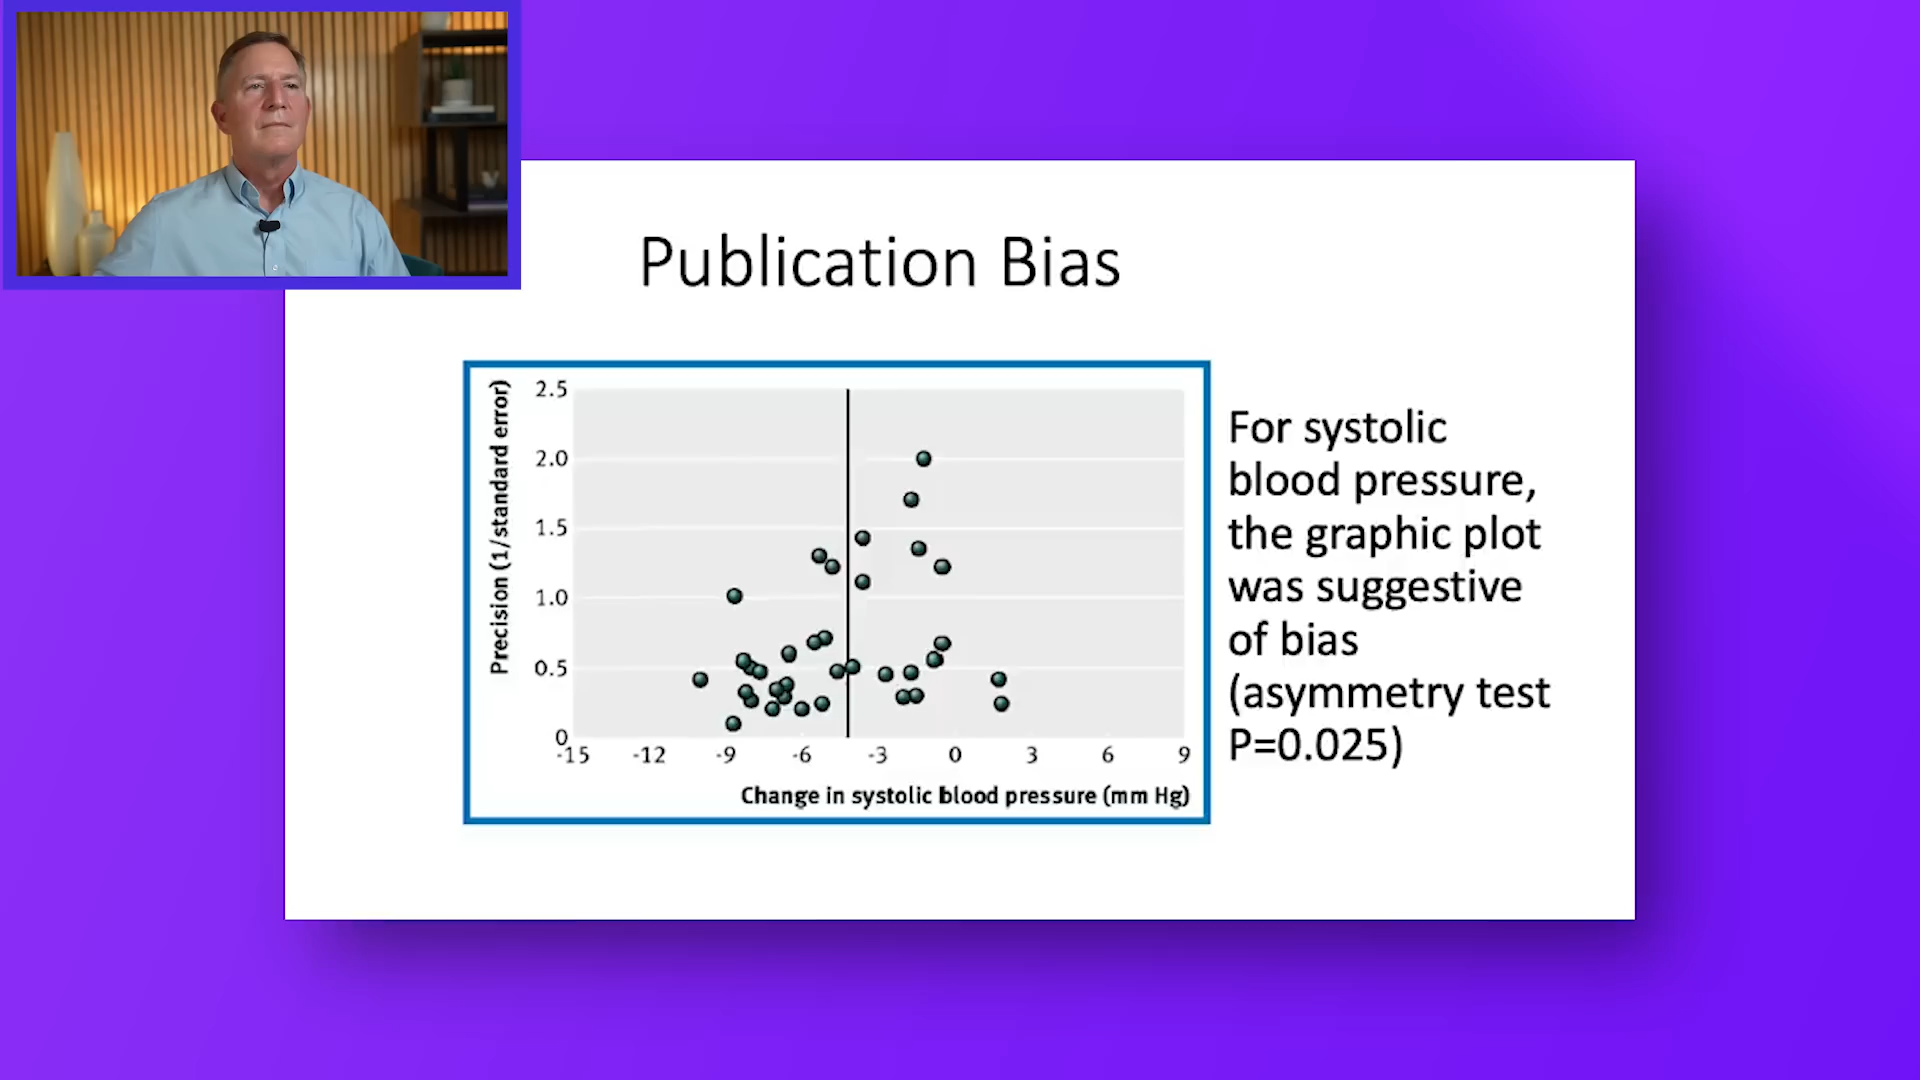 Publication Bias
Precision (1/standard error)
2.5
2.0
1.5
1.0
0.5
0
-15 -12 -9 -6 -3 0 3 6 9
Change in systolic blood pressure (mm Hg)
For systolic
blood pressure,
the graphic plot
was suggestive
of bias
(asymmetry test
P=0.025)